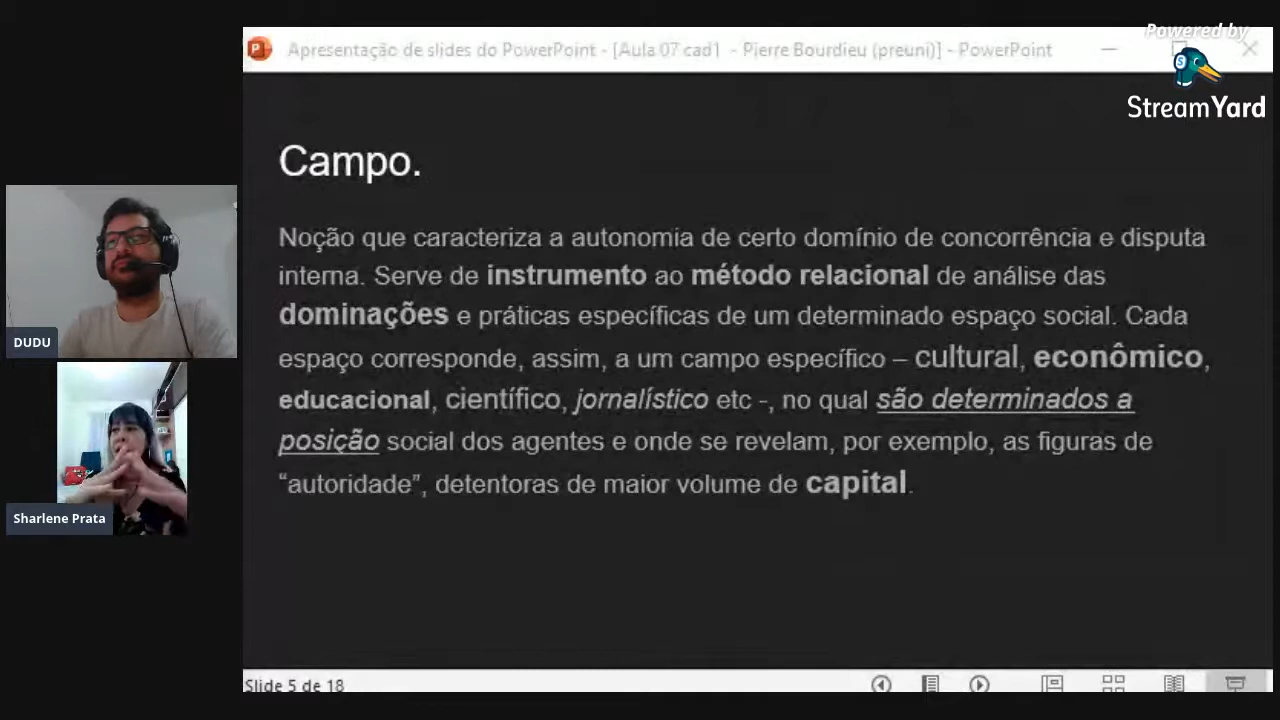 Apresentação de slides do PowerPoint - [Aula 07 cad] - Pierre Bourdieu (preuni)] - PowerPoint
Powered by
StreamYard
Campo.
Noção que caracteriza a autonomia de certo domínio de concorrência e disputa
interna. Serve de instrumento ao método relacional de análise das
dominações e práticas específicas de um determinado espaço social. Cada
espaço corresponde, assim, a um campo específico – cultural, econômico,
educacional, científico, jornalístico etc -, no qual são determinados a
posição social dos agentes e onde se revelam, por exemplo, as figuras de
“autoridade”, detentoras de maior volume de capital.
DUDU
Sharlene Prata
Slide 5 de 18